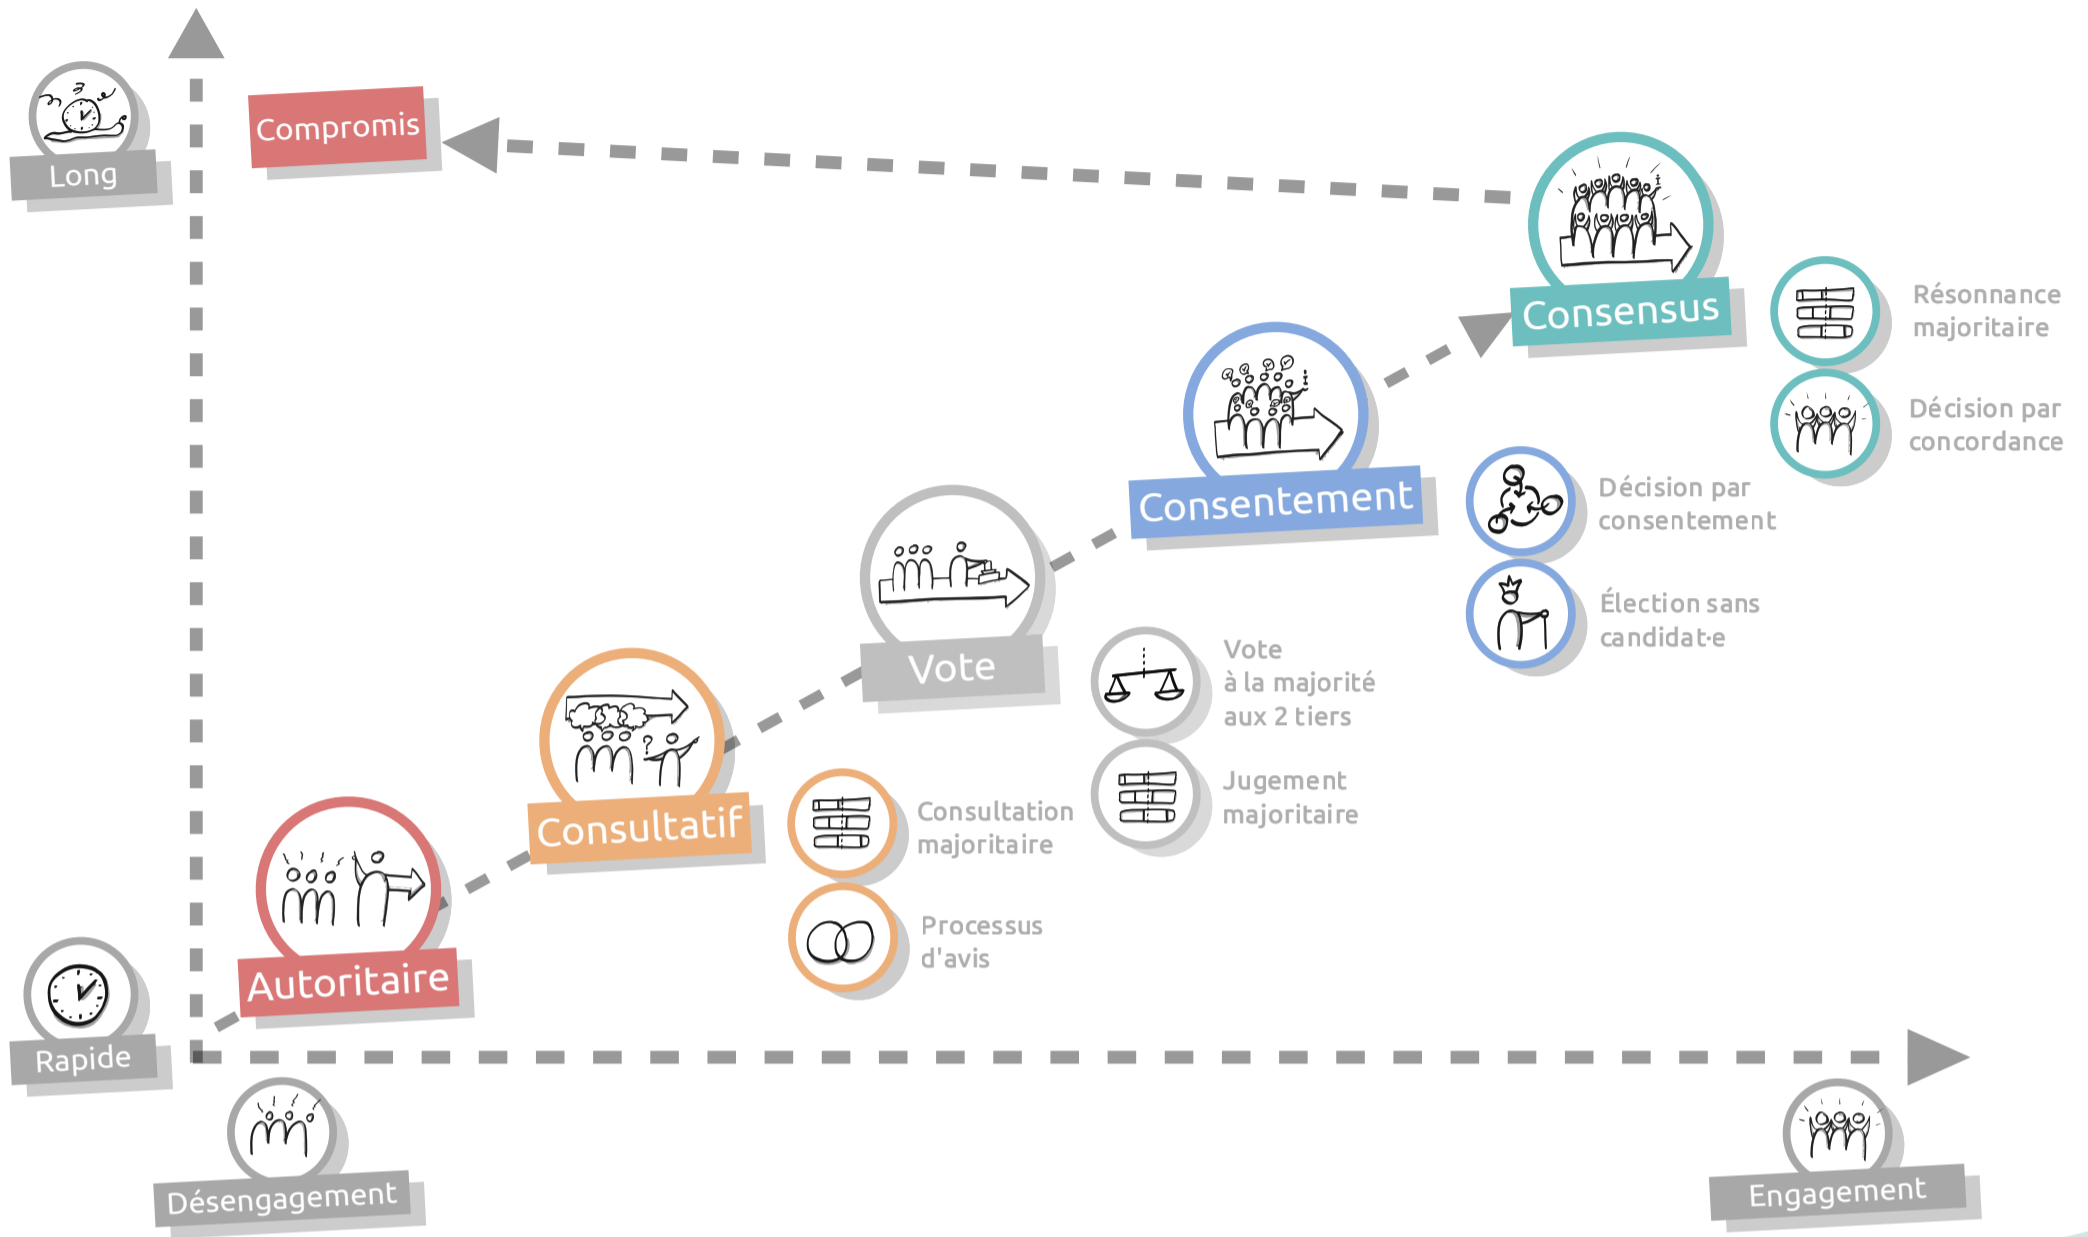 Long
Compromis
Consensus
Résonnance
majoritaire
Décision par
concordance
Consentement
Décision par
consentement
Élection sans
candidat·e
Vote
Vote
à la majorité
aux 2 tiers
Jugement
majoritaire
Consultatif
Consultation
majoritaire
Processus
d'avis
Autoritaire
Rapide
Désengagement
Engagement